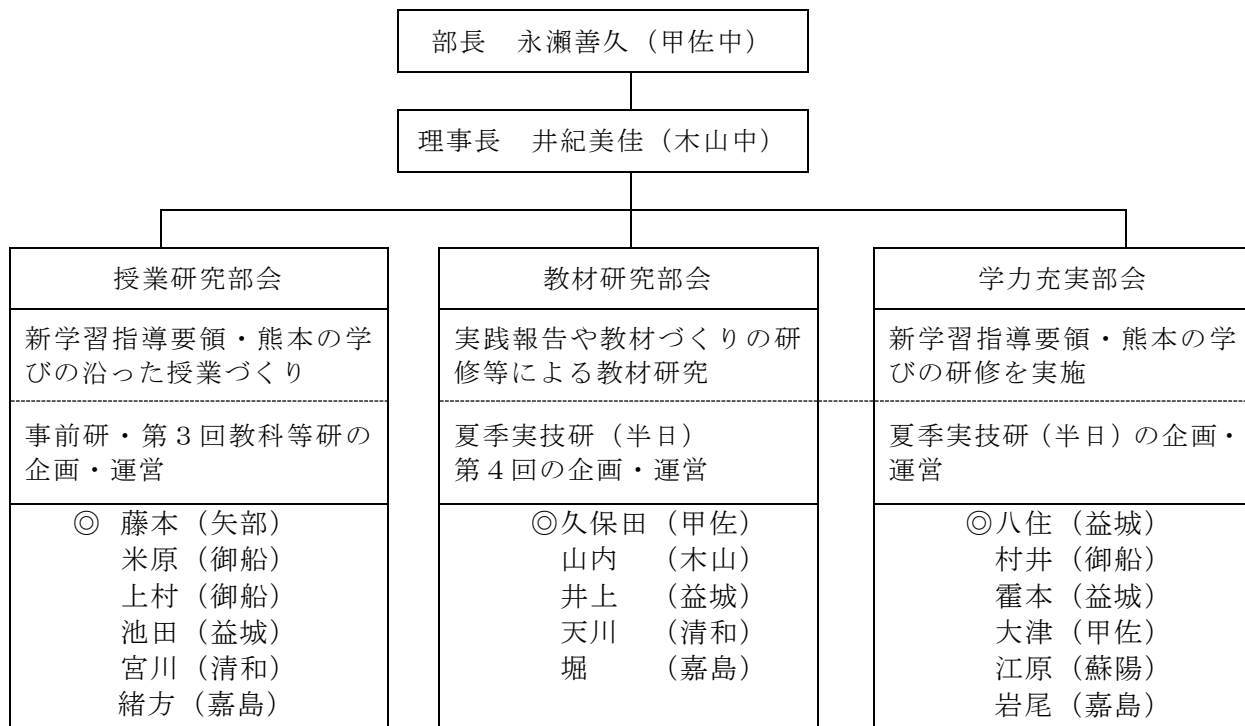 部長　永瀬善久（甲佐中）
理事長　井紀美佳（木山中）
授業研究部会
新学習指導要領・熊本の学
びの沿った授業づくり
事前研・第３回教科等研の
企画・運営
◎ 藤本（矢部）
米原（御船）
上村（御船）
池田（益城）
宮川（清和）
緒方（嘉島）
教材研究部会
実践報告や教材づくりの研
修等による教材研究
夏季実技研（半日）
第４回の企画・運営
◎久保田（甲佐）
山内　（木山）
井上　（益城）
天川　（清和）
堀　　（嘉島）
学力充実部会
新学習指導要領・熊本の学
びの研修を実施
夏季実技研（半日）の企画・
運営
◎八住（益城）
村井（御船）
霍本（益城）
大津（甲佐）
江原（蘇陽）
岩尾（嘉島）